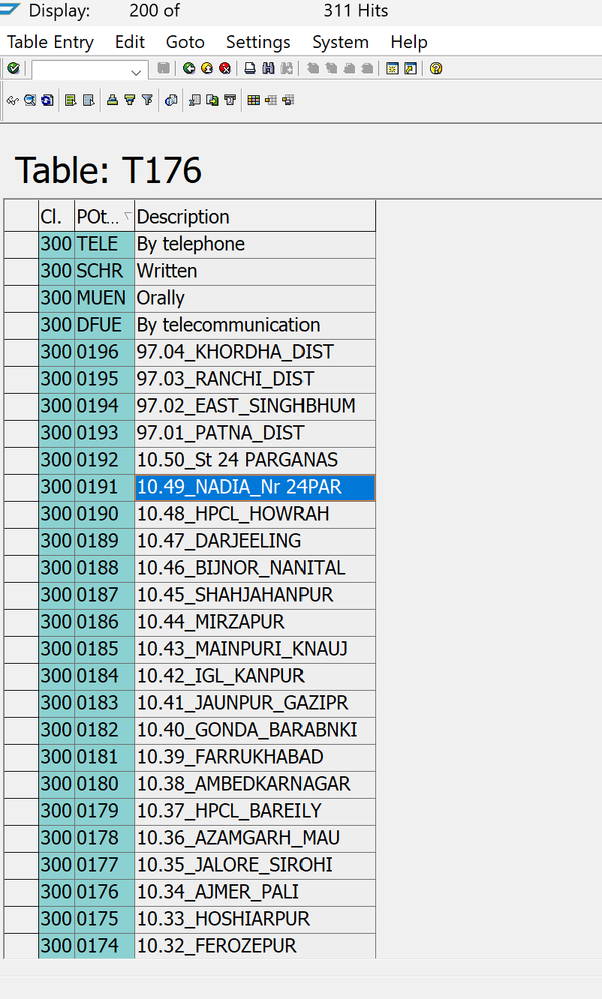 Display: 200 of 311 Hits
Table Entry Edit Goto Settings System Help
Table: T176
Cl. POt... Description
300 TELE By telephone
300 SCHR Written
300 MUEN Orally
300 DFUE By telecommunication
300 0196 97.04_KHORDHA_DIST
300 0195 97.03_RANCHI_DIST
300 0194 97.02_EAST_SINGHBHUM
300 0193 97.01_PATNA_DIST
300 0192 10.50_St 24 PARGANAS
300 0191 10.49_NADIA_Nr 24PAR
300 0190 10.48_HPCL_HOWRAH
300 0189 10.47_DARJEELING
300 0188 10.46_BIJNOR_NANITAL
300 0187 10.45_SHAHJAHANPUR
300 0186 10.44_MIRZAPUR
300 0185 10.43_MAINPURI_KNAUJ
300 0184 10.42_IGL_KANPUR
300 0183 10.41_JAUNPUR_GAZIPR
300 0182 10.40_GONDA_BARABNKI
300 0181 10.39_FARRUKHABAD
300 0180 10.38_AMBEDKARNAGAR
300 0179 10.37_HPCL_BAREILY
300 0178 10.36_AZAMGARH_MAU
300 0177 10.35_JALORE_SIROHI
300 0176 10.34_AJMER_PALI
300 0175 10.33_HOSHIARPUR
300 0174 10.32_FEROZEPUR